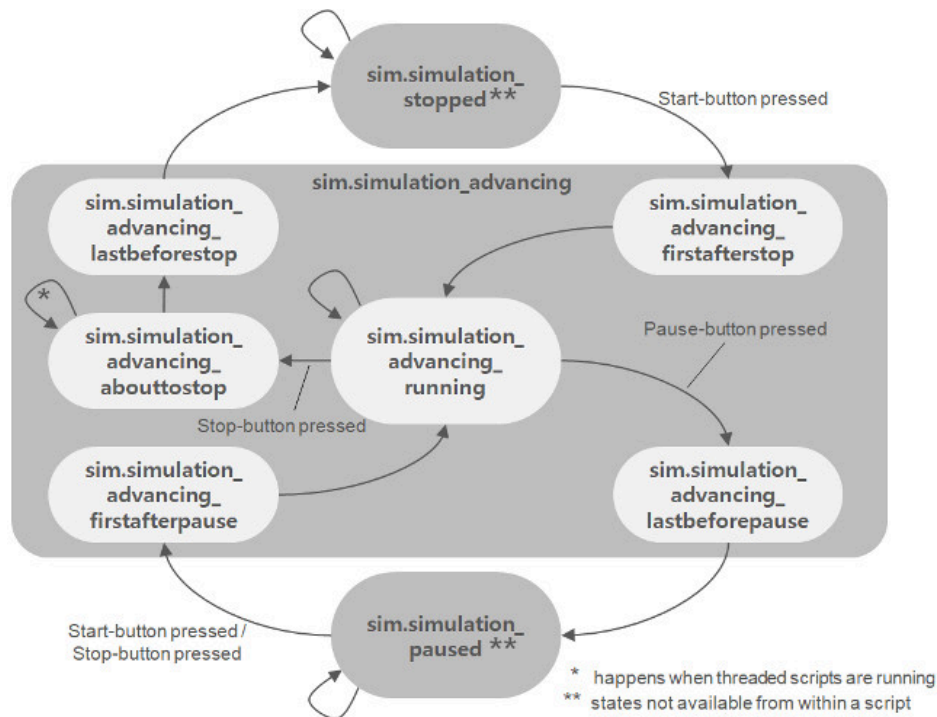 sim.simulation_
stopped**
Start-button pressed
sim.simulation_advancing
sim.simulation_
advancing_
lastbeforestop
sim.simulation_
advancing_
firstafterstop
*
sim.simulation_
advancing_
abouttostop
sim.simulation_
advancing_
running
Pause-button pressed
Stop-button pressed
sim.simulation_
advancing_
firstafterpause
sim.simulation_
advancing_
lastbeforepause
Start-button pressed /
Stop-button pressed
sim.simulation_
paused **
* happens when threaded scripts are running
** states not available from within a script